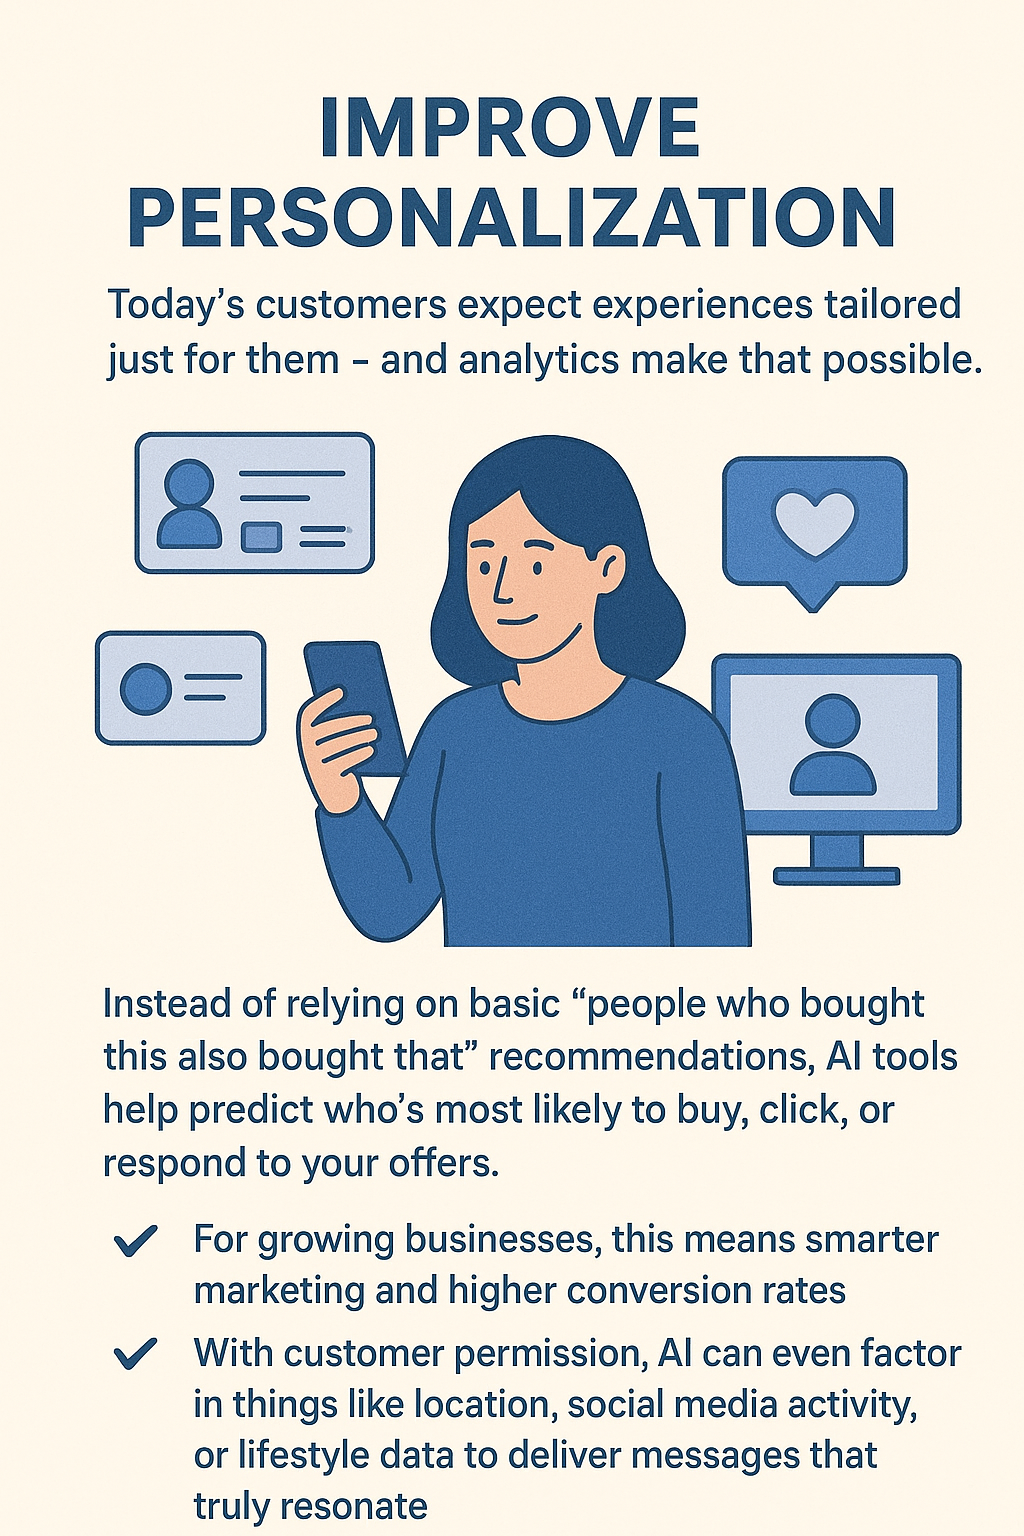 IMPROVE
PERSONALIZATION
Today’s customers expect experiences tailored
just for them – and analytics make that possible.
Instead of relying on basic “people who bought
this also bought that” recommendations, AI tools
help predict who’s most likely to buy, click, or
respond to your offers.
For growing businesses, this means smarter
marketing and higher conversion rates
With customer permission, AI can even factor
in things like location, social media activity,
or lifestyle data to deliver messages that
truly resonate